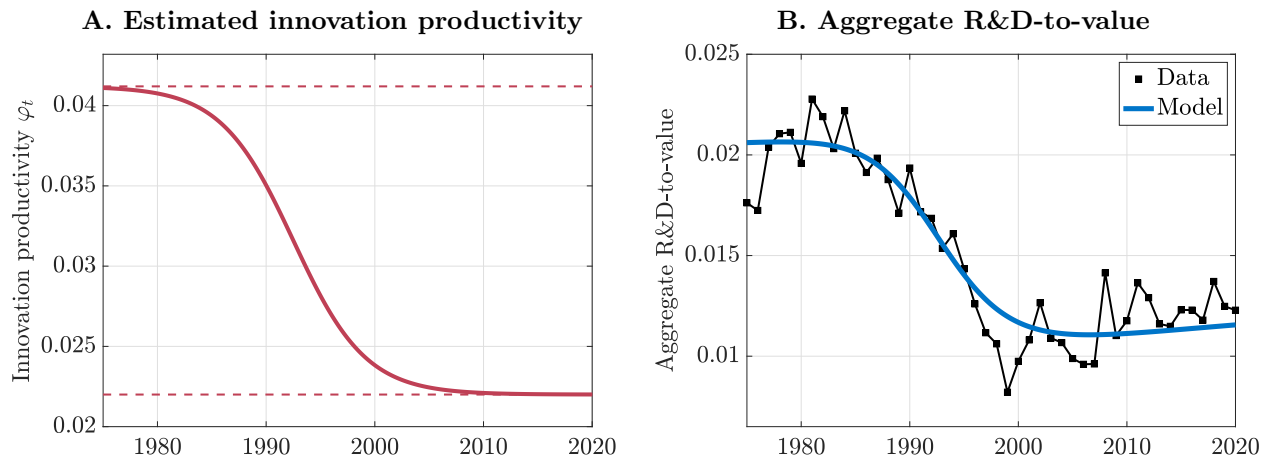 A. Estimated innovation productivity
Innovation productivity φt
0.04
0.035
0.03
0.025
0.02
1980 1990 2000 2010 2020
B. Aggregate R&D-to-value
Aggregate R&D-to-value
0.025
0.02
0.015
0.01
Data
Model
1980 1990 2000 2010 2020